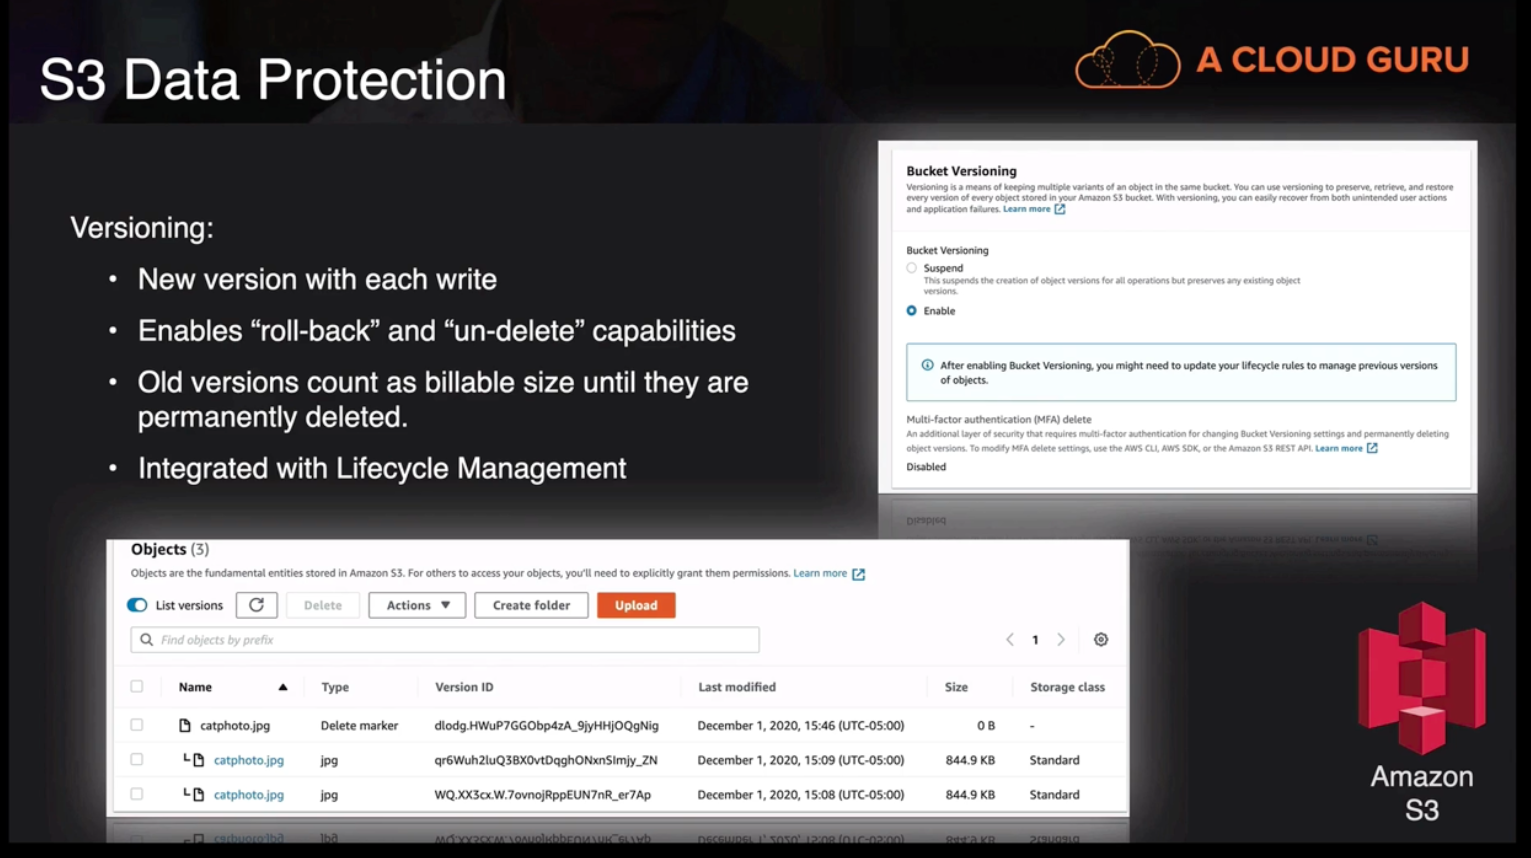 S3 Data Protection
A CLOUD GURU
Versioning:
• New version with each write
• Enables “roll-back” and “un-delete” capabilities
• Old versions count as billable size until they are
permanently deleted.
• Integrated with Lifecycle Management
Bucket Versioning
Versioning is a means of keeping multiple variants of an object in the same bucket. You can use versioning to preserve, retrieve, and restore
every version of every object stored in your Amazon S3 bucket. With versioning, you can easily recover from both unintended user actions
and application failures. Learn more
Bucket Versioning
Suspend
This suspends the creation of object versions for all operations but preserves any existing object
versions.
Enable
After enabling Bucket Versioning, you might need to update your lifecycle rules to manage previous versions
of objects.
Multi-factor authentication (MFA) delete
An additional layer of security that requires multi-factor authentication for changing Bucket Versioning settings and permanently deleting
object versions. To modify MFA delete settings, use the AWS CLI, AWS SDK, or the Amazon S3 REST API. Learn more
Disabled
Objects (3)
Objects are the fundamental entities stored in Amazon S3. For others to access your objects, you'll need to explicitly grant them permissions. Learn more
List versions Delete Actions Create folder Upload
Find objects by prefix 1
Name Type Version ID Last modified Size Storage class
catphoto.jpg Delete marker dlodg.HWuP7GGObp4zA_9jyHHjOQgNig December 1, 2020, 15:46 (UTC-05:00) 0 B -
catphoto.jpg jpg qr6Wuh2luQ3BX0vtDqghONxnSImjy_ZN December 1, 2020, 15:09 (UTC-05:00) 844.9 KB Standard
catphoto.jpg jpg WQ.XX3cx.W.7ovnojRppEUN7nR_er7Ap December 1, 2020, 15:08 (UTC-05:00) 844.9 KB Standard
Amazon
S3